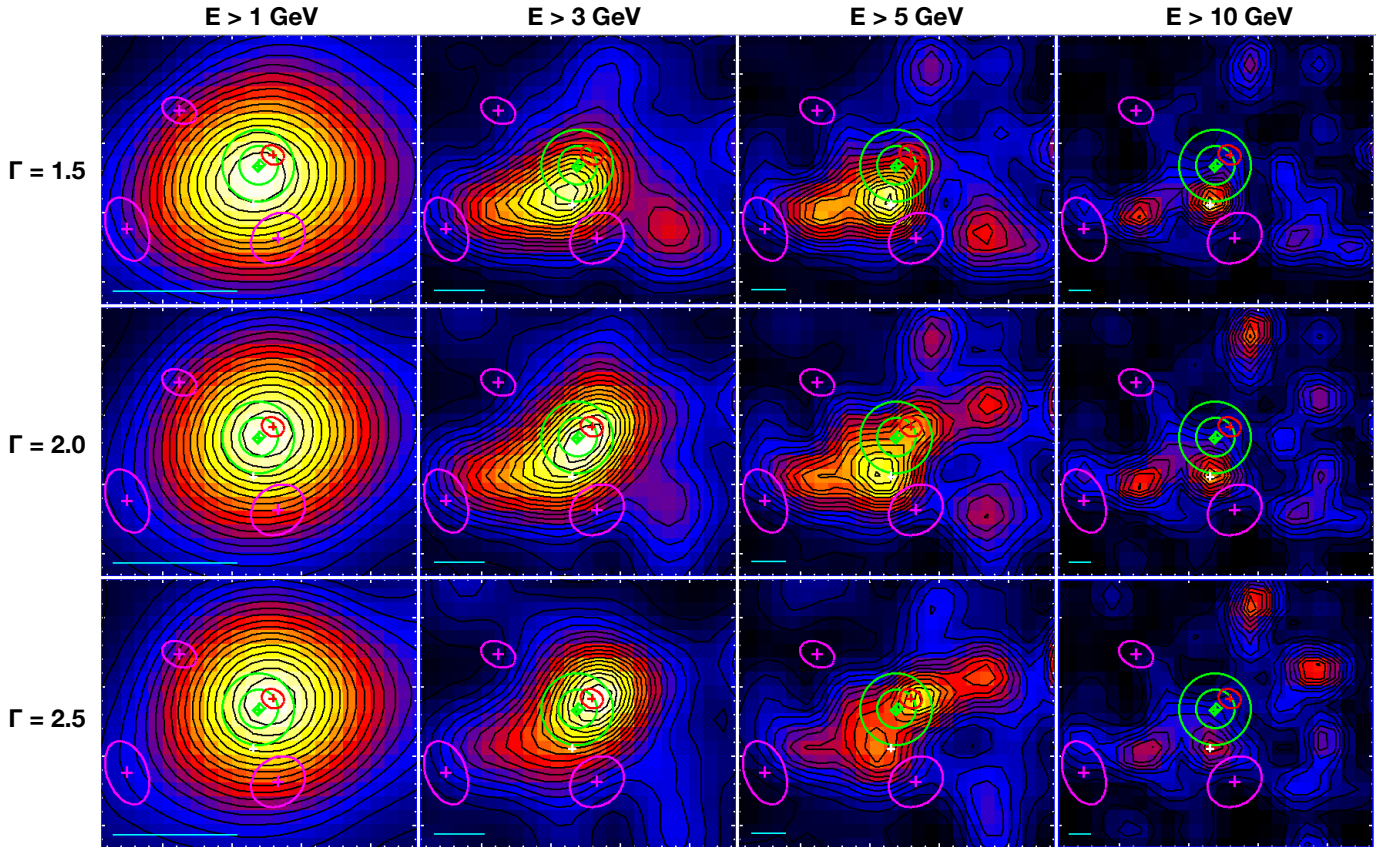 E > 1 GeV E > 3 GeV E > 5 GeV E > 10 GeV
Γ = 1.5
Γ = 2.0
Γ = 2.5